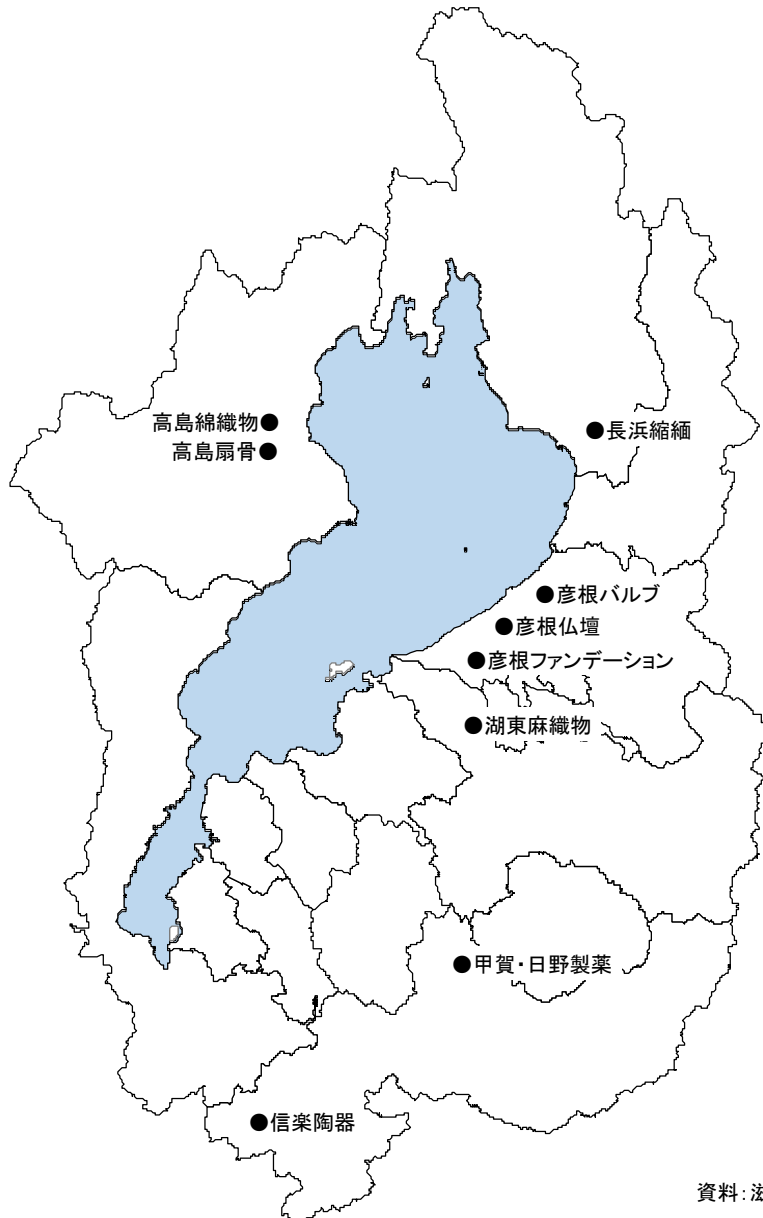 高島綿織物
高島扇骨
長浜縮緬
彦根バルブ
彦根仏壇
彦根ファンデーション
湖東麻織物
甲賀・日野製薬
信楽陶器
資料：滋